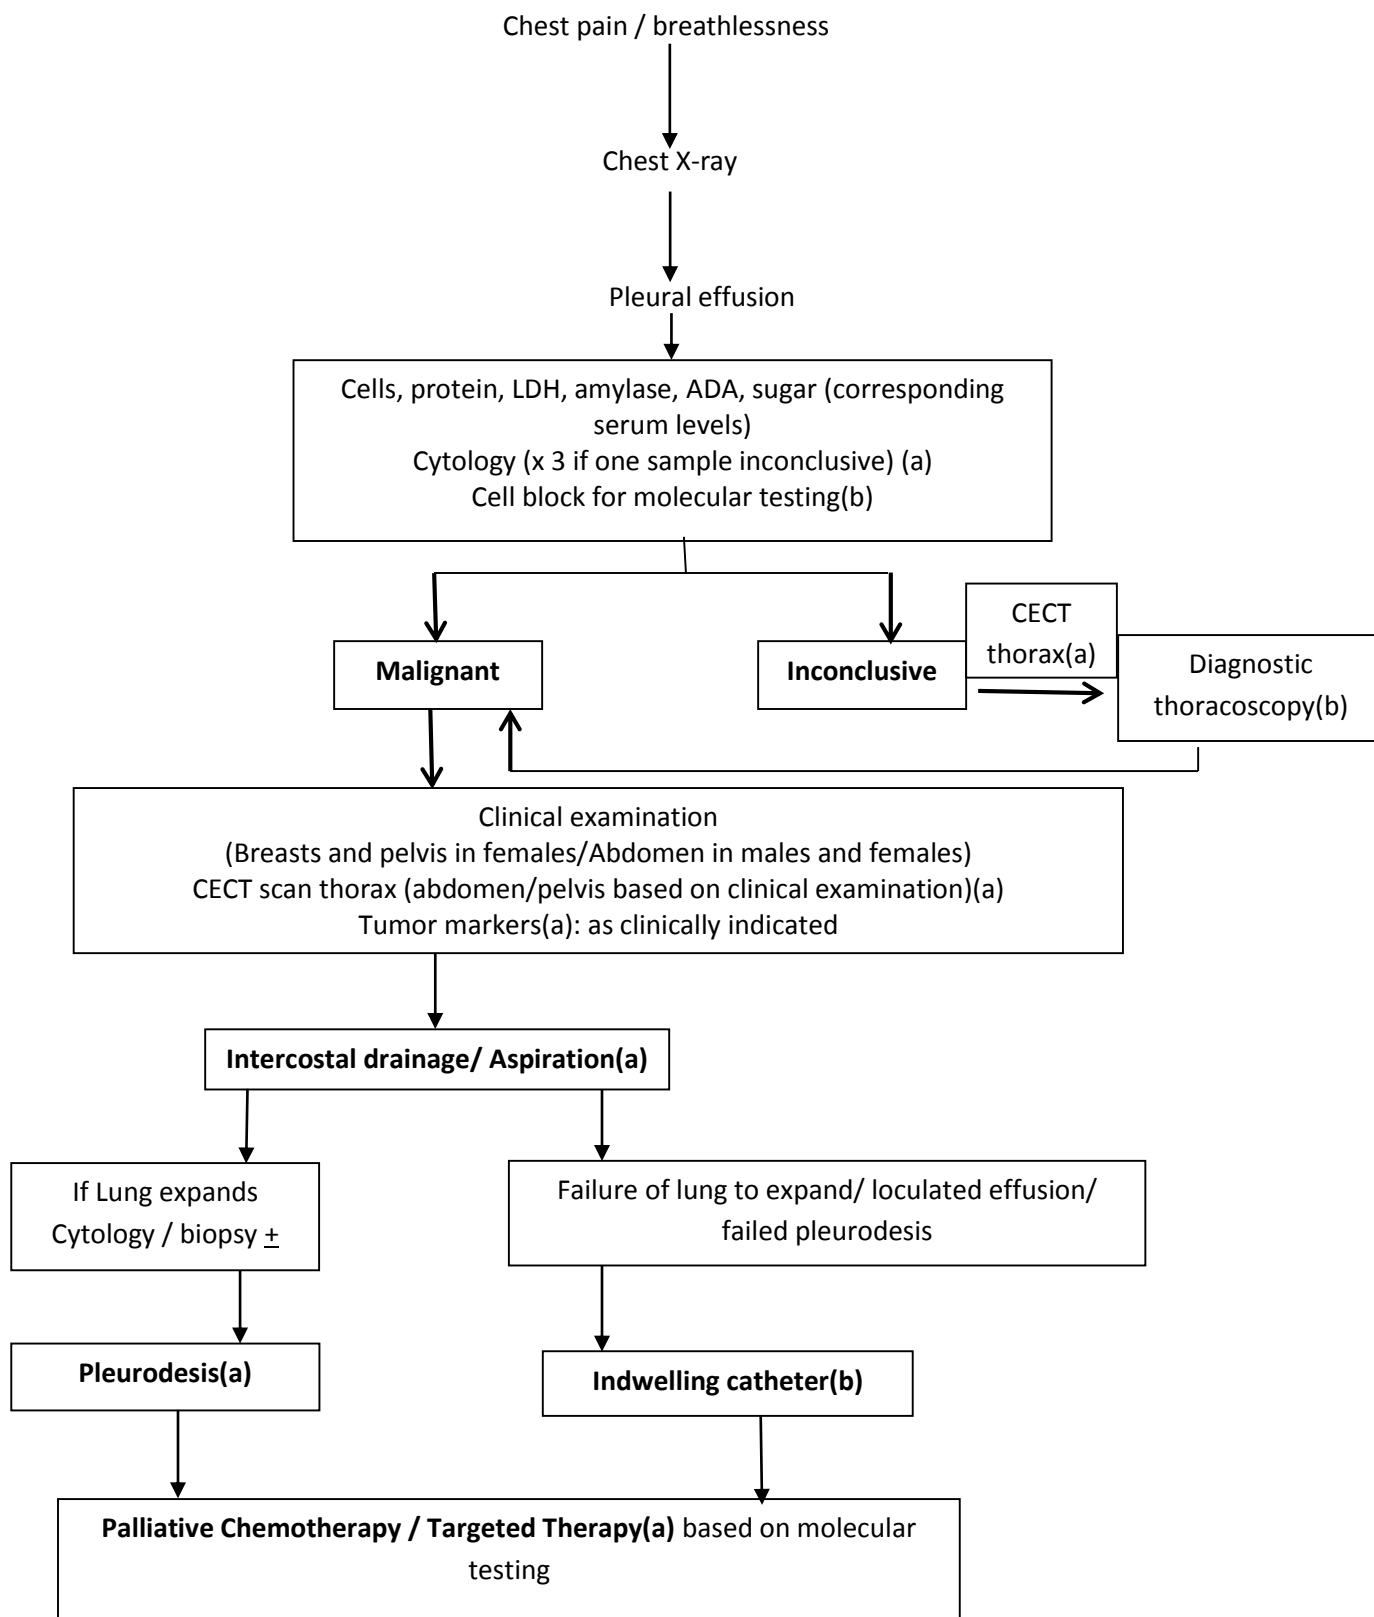 Chest pain / breathlessness
Chest X-ray
Pleural effusion
Cells, protein, LDH, amylase, ADA, sugar (corresponding
serum levels)
Cytology (x 3 if one sample inconclusive) (a)
Cell block for molecular testing(b)
Malignant
Inconclusive
CECT
thorax(a)
Diagnostic
thoracoscopy(b)
Clinical examination
(Breasts and pelvis in females/Abdomen in males and females)
CECT scan thorax (abdomen/pelvis based on clinical examination)(a)
Tumor markers(a): as clinically indicated
Intercostal drainage/ Aspiration(a)
If Lung expands
Cytology / biopsy ±
Failure of lung to expand/ loculated effusion/
failed pleurodesis
Pleurodesis(a)
Indwelling catheter(b)
Palliative Chemotherapy / Targeted Therapy(a) based on molecular
testing